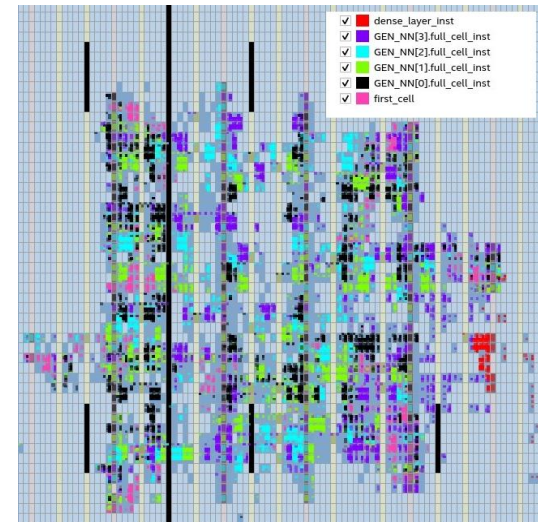 dense_layer_inst
GEN_NN[3].full_cell_inst
GEN_NN[2].full_cell_inst
GEN_NN[1].full_cell_inst
GEN_NN[0].full_cell_inst
first_cell